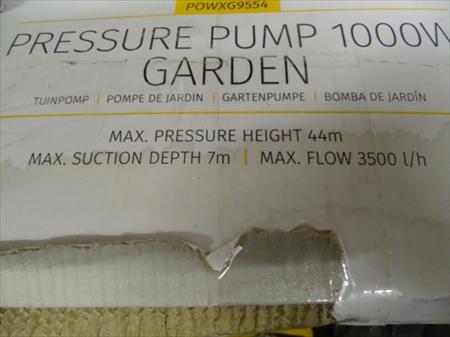 POWXG9554
PRESSURE PUMP 1000W
GARDEN
TUINPOMP | POMPE DE JARDIN | GARTENPUMPE | BOMBA DE JARDÍN
MAX. PRESSURE HEIGHT 44m
MAX. SUCTION DEPTH 7m | MAX. FLOW 3500 l/h